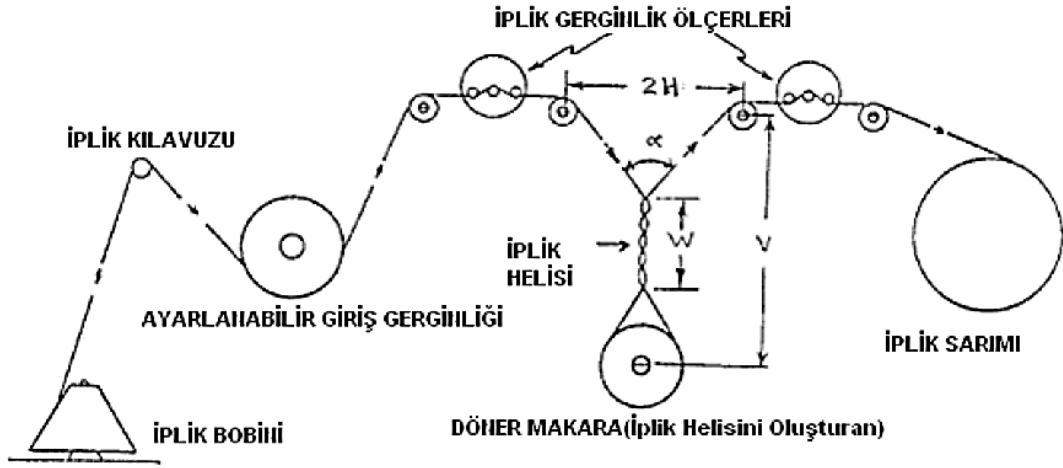 İPLİK GERGİNLİK ÖLÇERLERİ
2H
İPLİK KILAVUZU
α
W
V
İPLİK
HELİSİ
AYARLANABİLİR GİRİŞ GERGİNLİĞİ
İPLİK SARIMI
İPLİK BOBİNİ
DÖNER MAKARA(İplik Helisini Oluşturan)